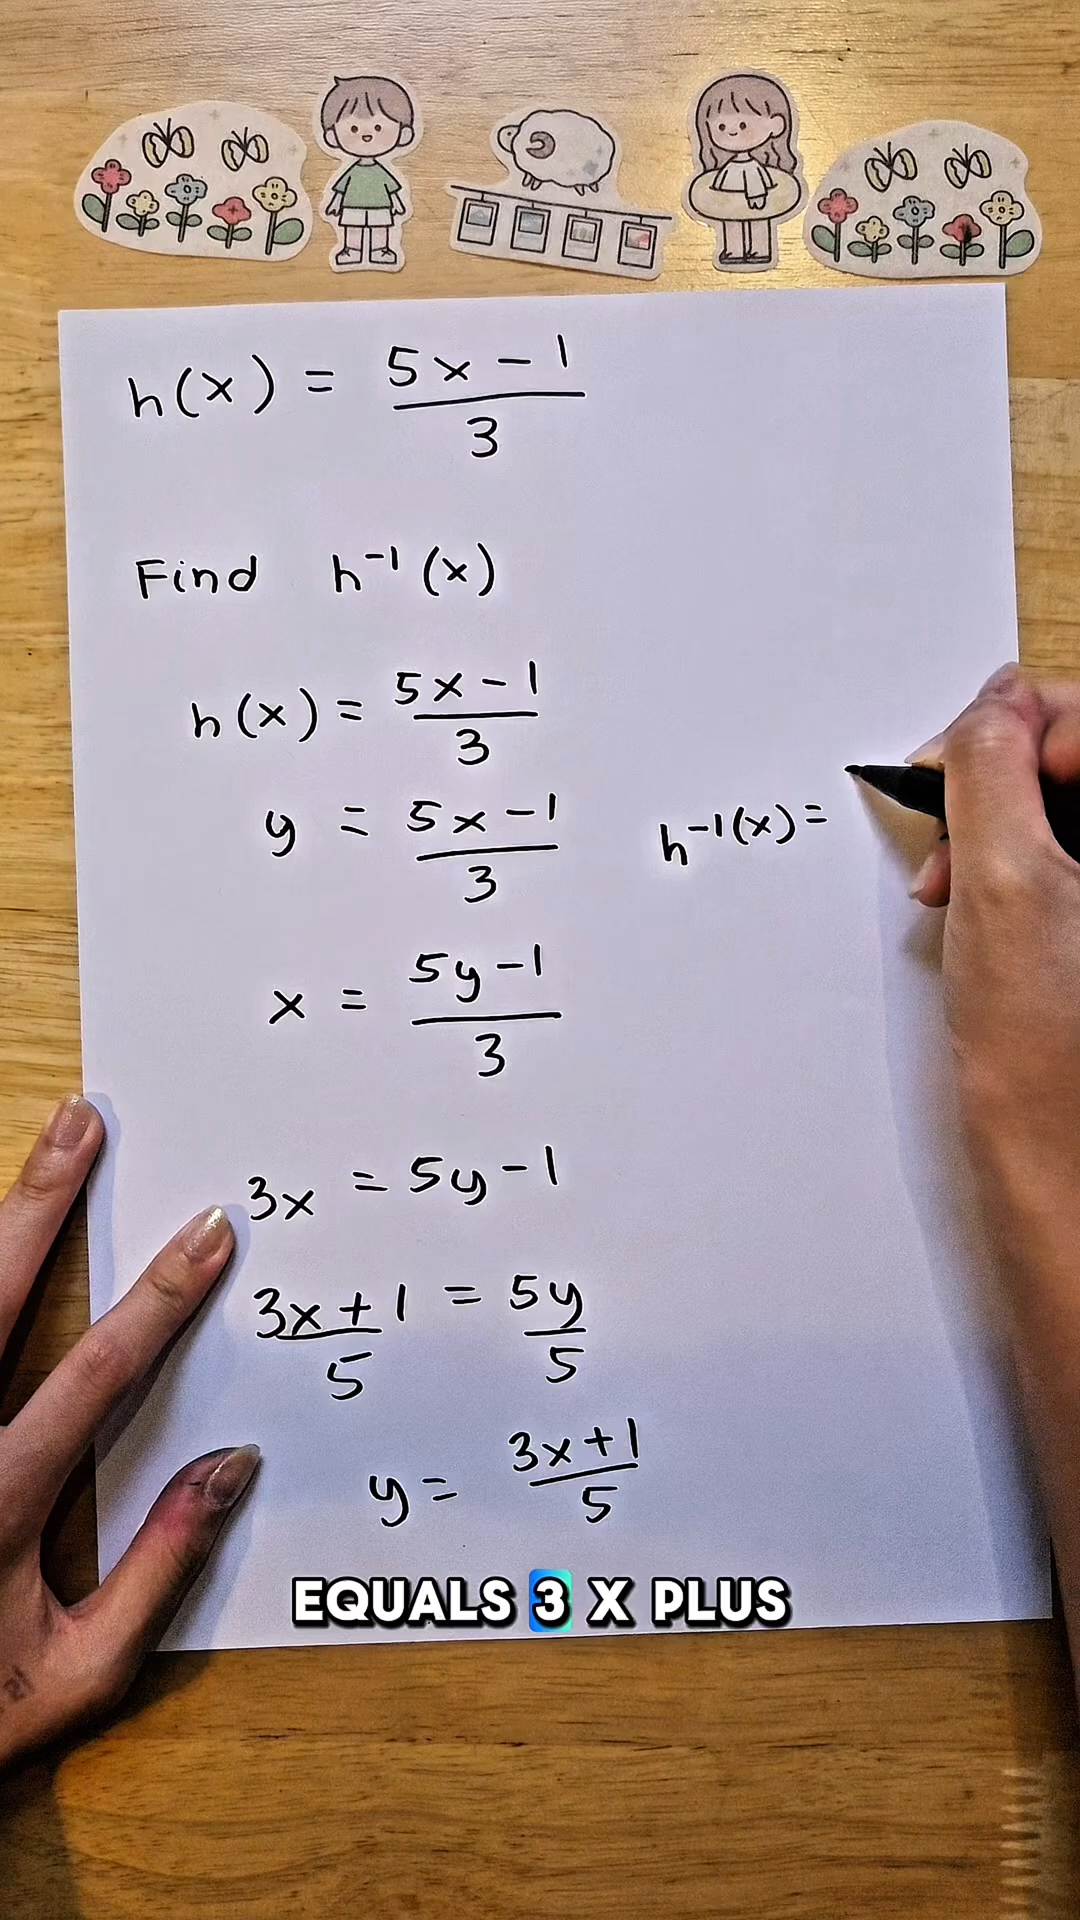 h(x) = (5x - 1)/3
Find h⁻¹(x)
h(x) = (5x - 1)/3
y = (5x - 1)/3
h⁻¹(x) =
x = (5y - 1)/3
3x = 5y - 1
(3x + 1)/5 = 5y/5
y = (3x + 1)/5
EQUALS 3 X PLUS